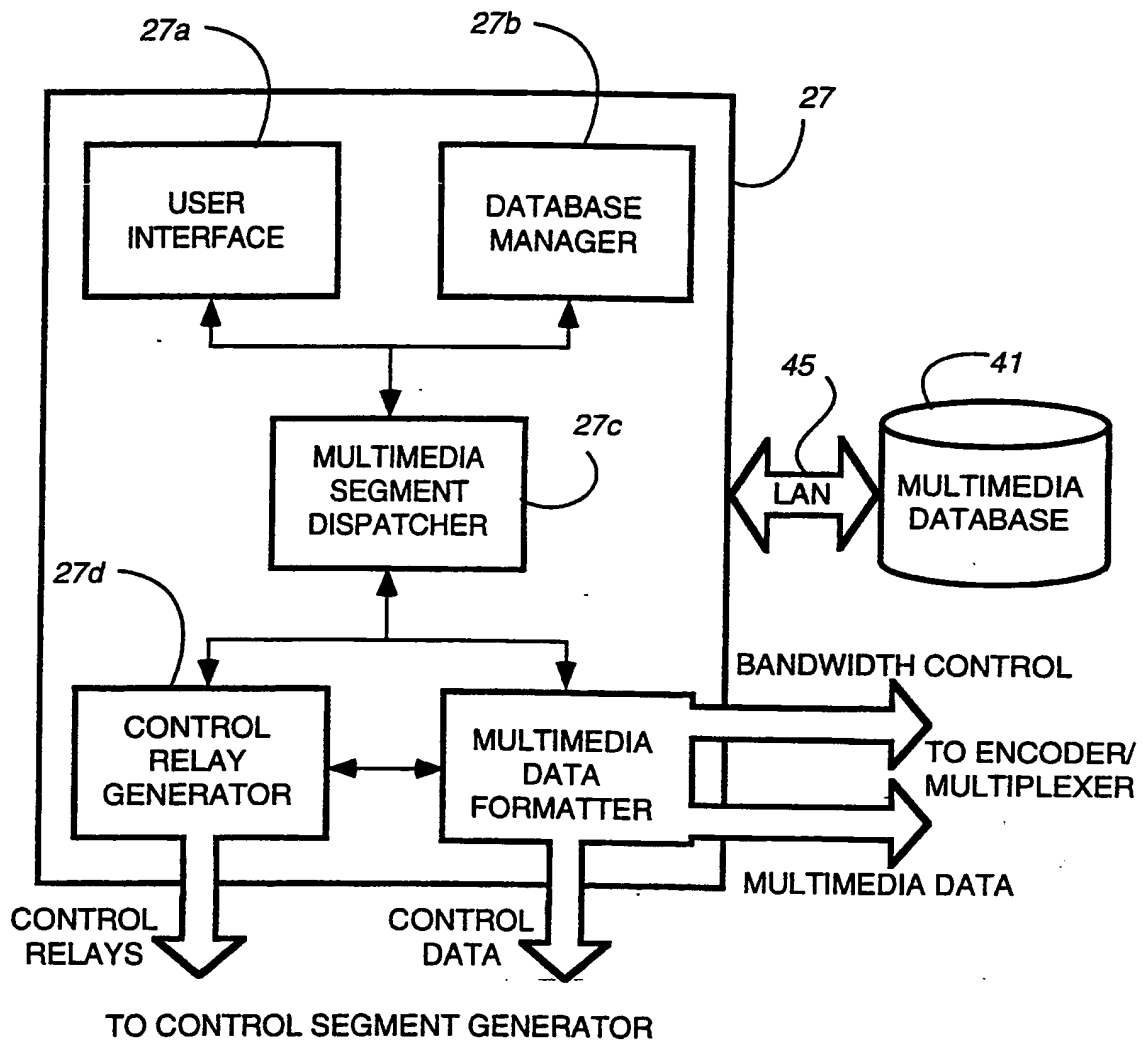 27a
27b
27
USER
INTERFACE
DATABASE
MANAGER
45
41
27c
MULTIMEDIA
SEGMENT
DISPATCHER
LAN
MULTIMEDIA
DATABASE
27d
BANDWIDTH CONTROL
CONTROL
RELAY
GENERATOR
MULTIMEDIA
DATA
FORMATTER
TO ENCODER/
MULTIPLEXER
MULTIMEDIA DATA
CONTROL
RELAYS
CONTROL
DATA
TO CONTROL SEGMENT GENERATOR